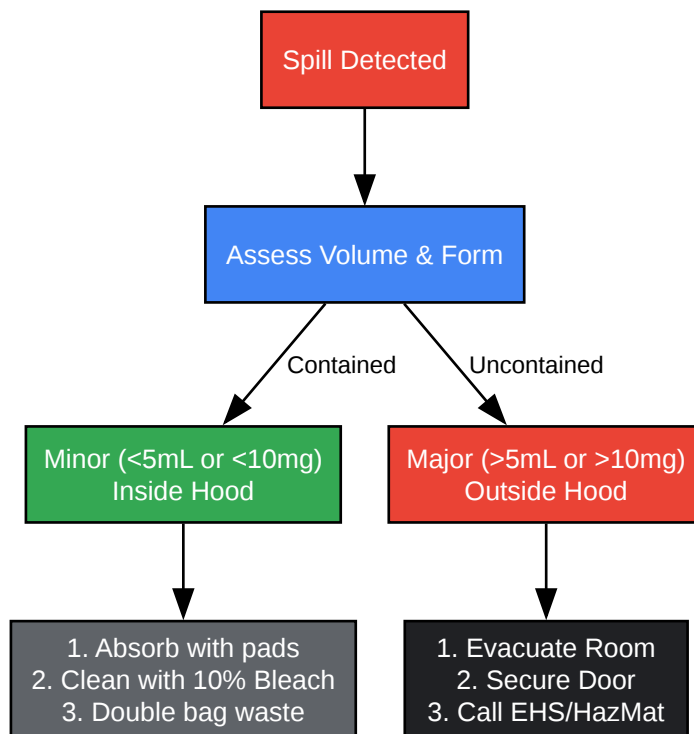 Spill Detected
Assess Volume & Form
Contained
Uncontained
Minor (<5mL or <10mg)
Inside Hood
Major (>5mL or >10mg)
Outside Hood
1. Absorb with pads
2. Clean with 10% Bleach
3. Double bag waste
1. Evacuate Room
2. Secure Door
3. Call EHS/HazMat